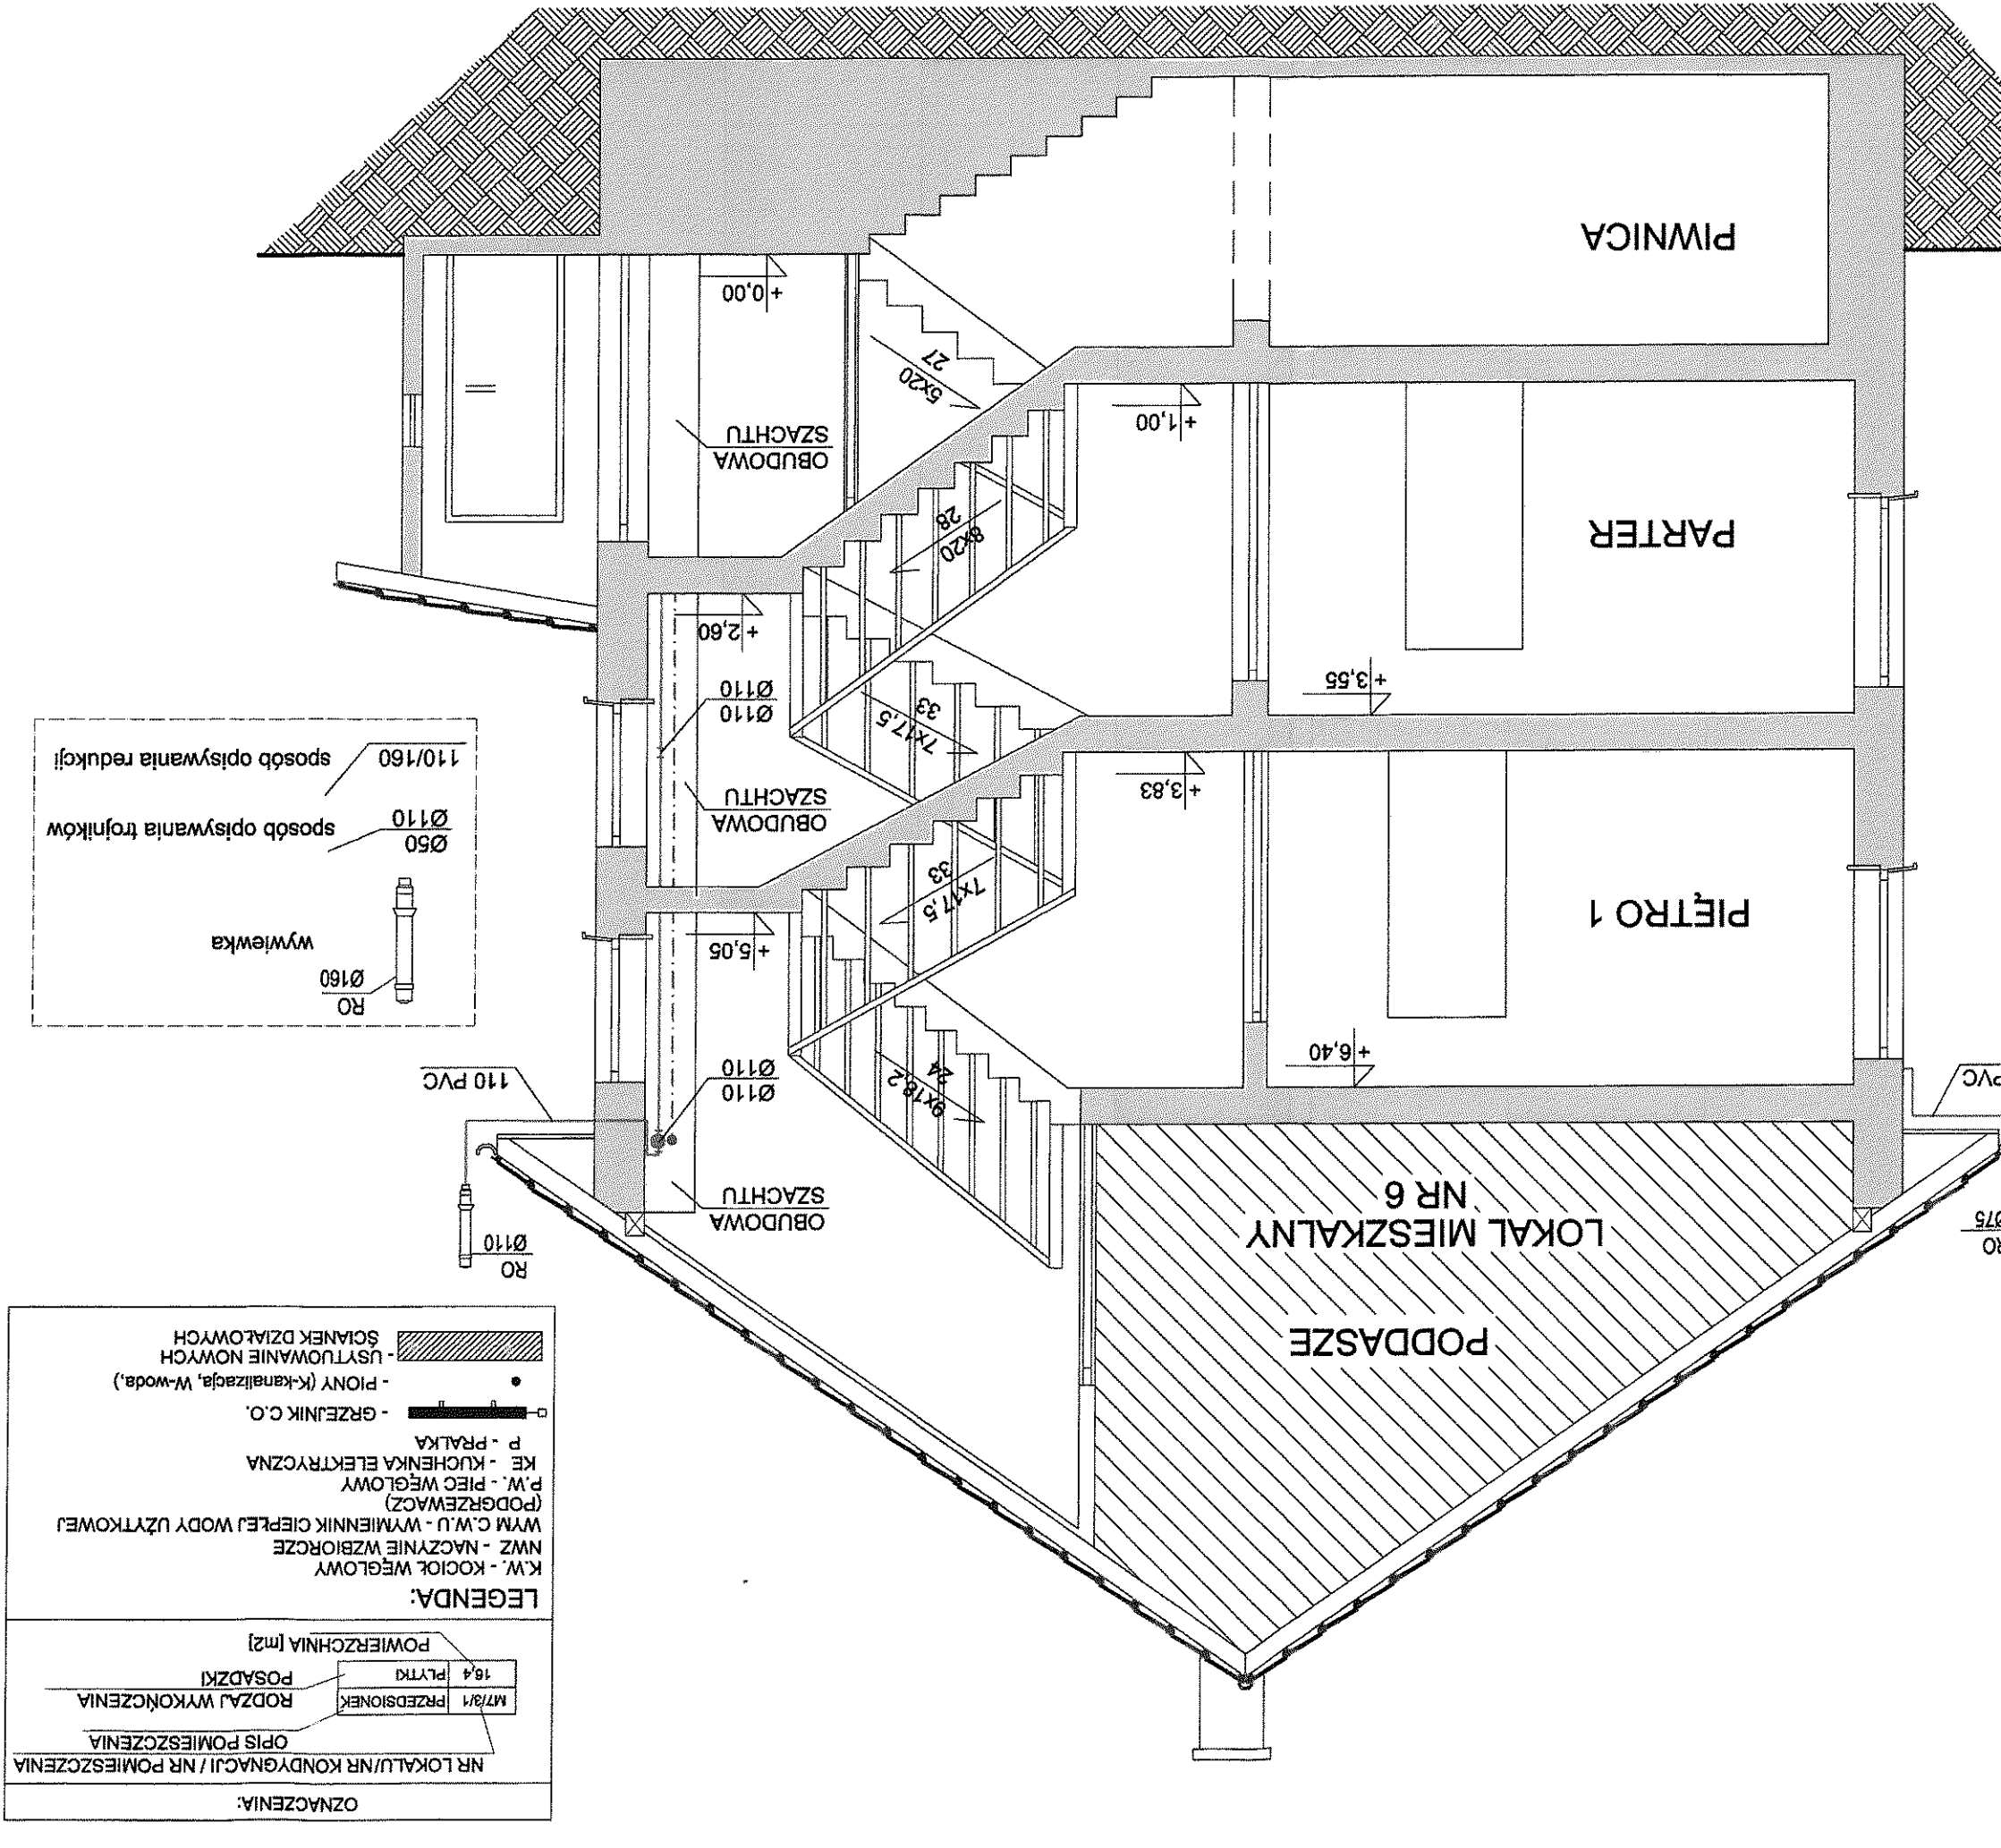 OZNACZENIA:
NR LOKALU/NR KONDYGNACJI / NR POMIESZCZENIA
OPIS POMIESZCZENIA
M7/3/1 PRZEDSIONEK
16,4 PŁYTKI
RODZAJ WYKOŃCZENIA
POSADZKI
POWIERZCHNIA [m2]
LEGENDA:
K.W. - KOCIOŁ WĘGLOWY
NWZ - NACZYNIE WZBIORCZE
WYM C.W.U - WYMIENNIK CIEPŁEJ WODY UŻYTKOWEJ
(PODGRZEWACZ)
P.W. - PIEC WĘGLOWY
KE - KUCHENKA ELEKTRYCZNA
P - PRALKA
- GRZEJNIK C.O.
- PIONY (K-kanalizacja, W-woda,)
- USYTUOWANIE NOWYCH
ŚCIANEK DZIAŁOWYCH
PODDASZE
LOKAL MIESZKALNY
NR 6
RO
Ø75
PVC
RO
Ø110
110 PVC
OBUDOWA
SZACHTU
Ø110
Ø110
9x18,2
24
+6,40
PIĘTRO 1
+5,05
7x17,5
33
+3,83
OBUDOWA
SZACHTU
Ø110
Ø110
7x17,5
33
+3,55
+2,60
PARTER
8x20
28
+1,00
OBUDOWA
SZACHTU
5x20
27
+0,00
PIWNICA
RO
Ø160
wywiewka
Ø50
Ø110
sposób opisywania trojników
110/160
sposób opisywania redukcji